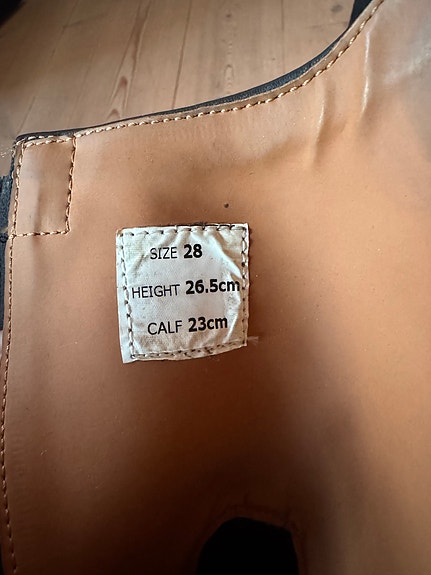 SIZE 28
HEIGHT 26.5cm
CALF 23cm